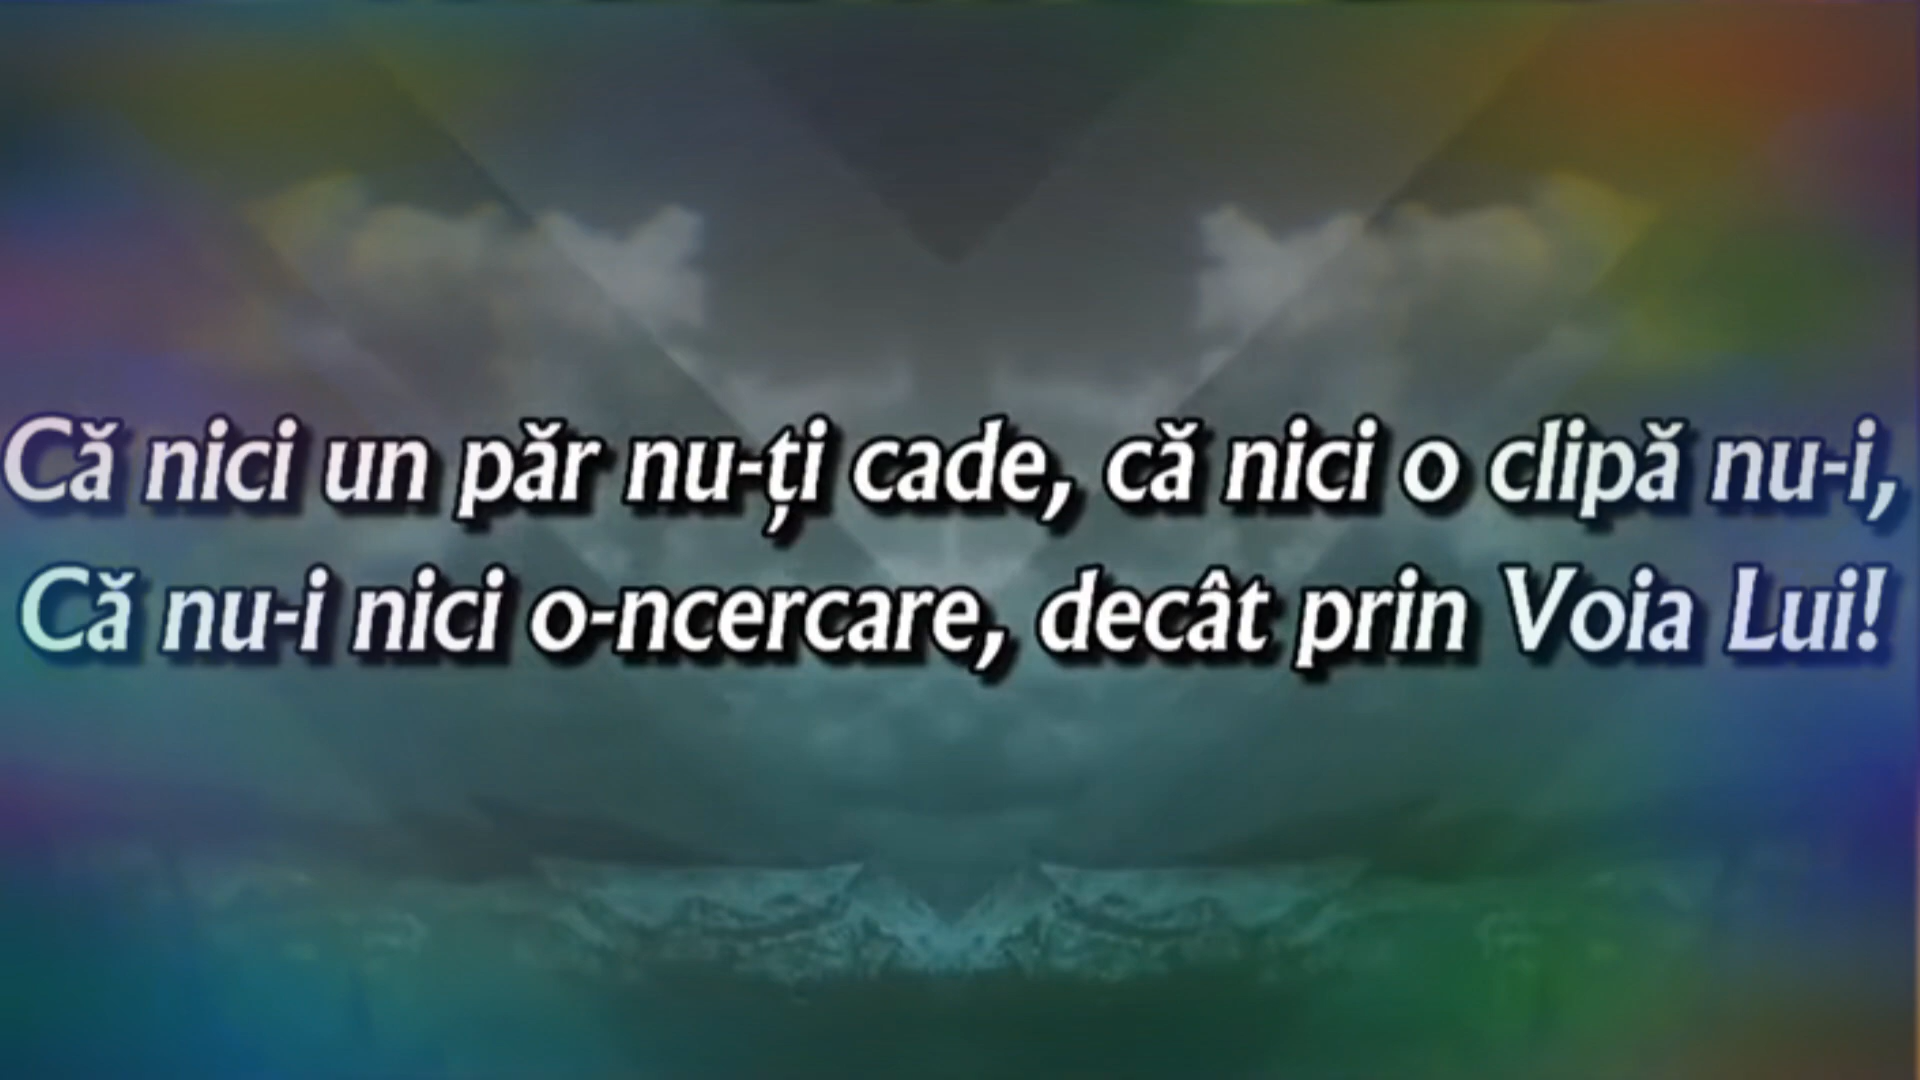 Că nici un păr nu-ți cade, că nici o clipă nu-i,
Că nu-i nici o-ncercare, decât prin Voia Lui!